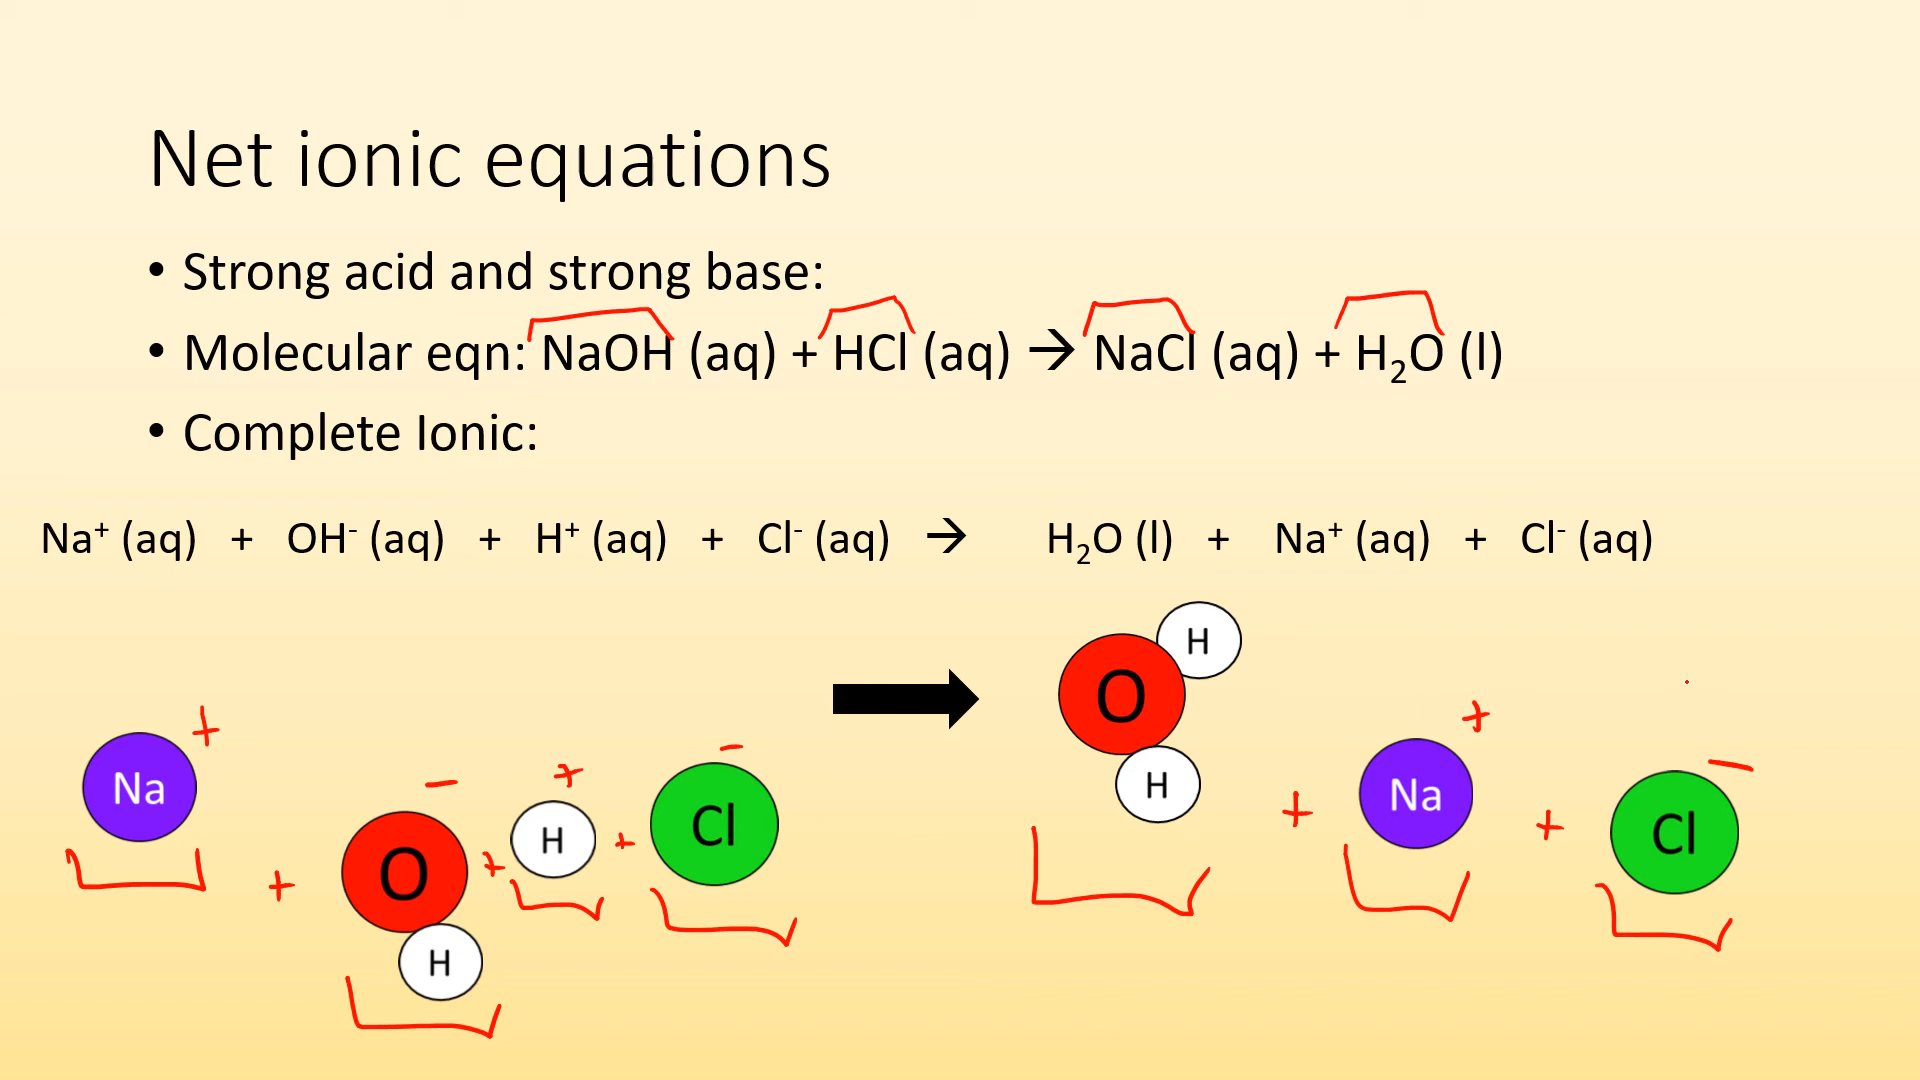 Net ionic equations
• Strong acid and strong base:
• Molecular eqn: NaOH (aq) + HCl (aq) → NaCl (aq) + H₂O (l)
• Complete Ionic:
Na⁺ (aq) + OH⁻ (aq) + H⁺ (aq) + Cl⁻ (aq) → H₂O (l) + Na⁺ (aq) + Cl⁻ (aq)
Na + + O H − + H + + Cl − O H H + Na + + Cl −